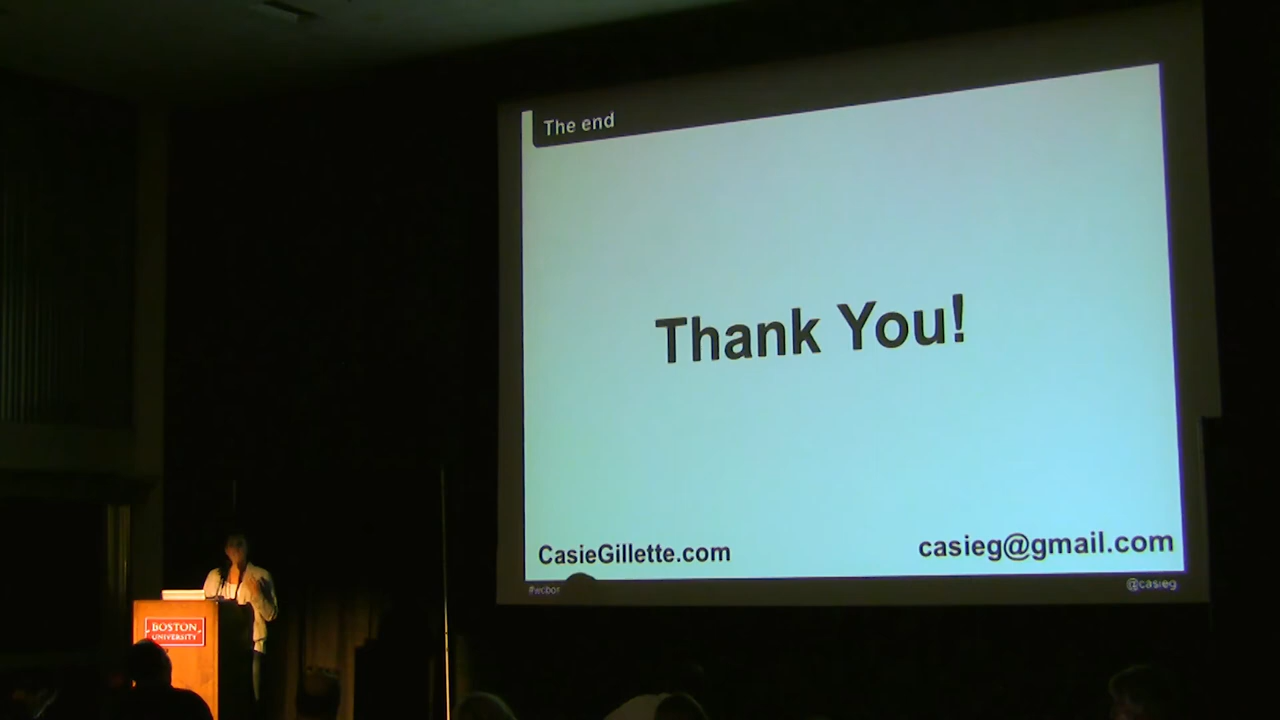 The end
Thank You!
CasieGillette.com
casieg@gmail.com
@casieg
BOSTON
UNIVERSITY